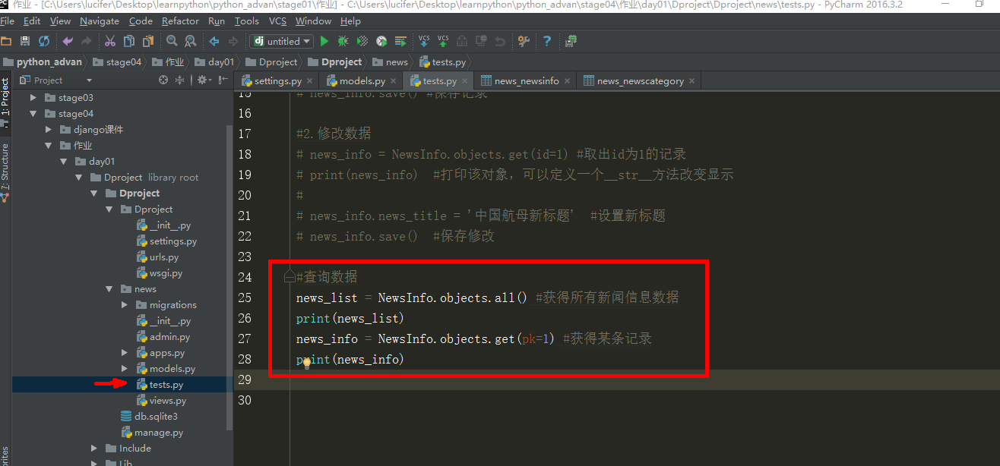 作业 - [C:\Users\lucifer\Desktop\learnpython\python_advan\stage01\作业] - C:\Users\lucifer\Desktop\learnpython\python_advan\stage04\作业\day01\Dproject\Dproject\news\tests.py - PyCharm 2016.3.2
File Edit View Navigate Code Refactor Run Tools VCS Window Help
dj untitled VCS VCS ?
python_advan stage04 作业 day01 Dproject Dproject news tests.py
Project
settings.py models.py tests.py news_newsinfo news_newscategory
1: Project
7: Structure
stage03
stage04
django课件
作业
day01
Dproject library root
Dproject
Dproject
__init__.py
settings.py
urls.py
wsgi.py
news
migrations
__init__.py
admin.py
apps.py
models.py
tests.py
views.py
db.sqlite3
manage.py
Include
Lib
15 # news_info.save() #保存记录
16
17 #2.修改数据
18 # news_info = NewsInfo.objects.get(id=1) #取出id为1的记录
19 # print(news_info) #打印该对象，可以定义一个__str__方法改变显示
20 #
21 # news_info.news_title = '中国航母新标题' #设置新标题
22 # news_info.save() #保存修改
23
24 #查询数据
25 news_list = NewsInfo.objects.all() #获得所有新闻信息数据
26 print(news_list)
27 news_info = NewsInfo.objects.get(pk=1) #获得某条记录
28 print(news_info)
29
30